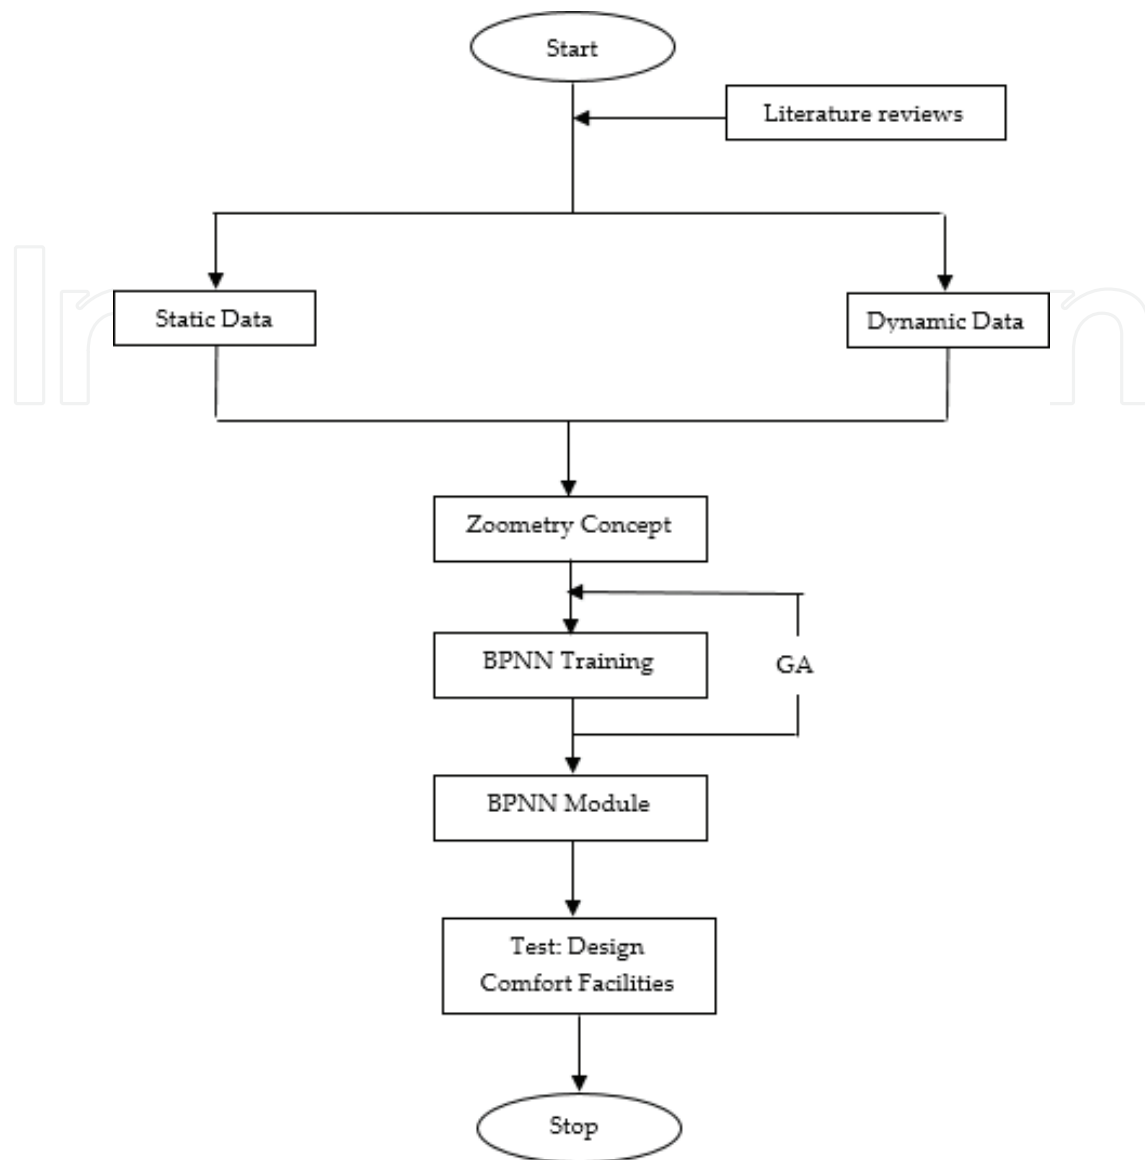 Start
Literature reviews
Static Data
Dynamic Data
Zoometry Concept
BPNN Training
GA
BPNN Module
Test: Design
Comfort Facilities
Stop